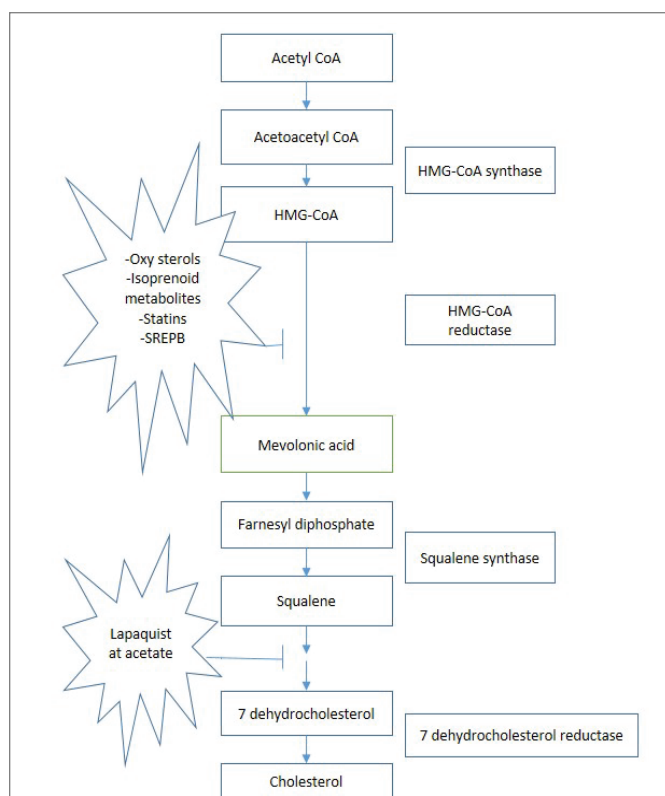 Acetyl CoA
Acetoacetyl CoA
HMG-CoA synthase
HMG-CoA
-Oxy sterols
-Isoprenoid
metabolites
-Statins
-SREPB
HMG-CoA
reductase
Mevolonic acid
Farnesyl diphosphate
Squalene synthase
Squalene
Lapaquist
at acetate
7 dehydrocholesterol
7 dehydrocholesterol reductase
Cholesterol